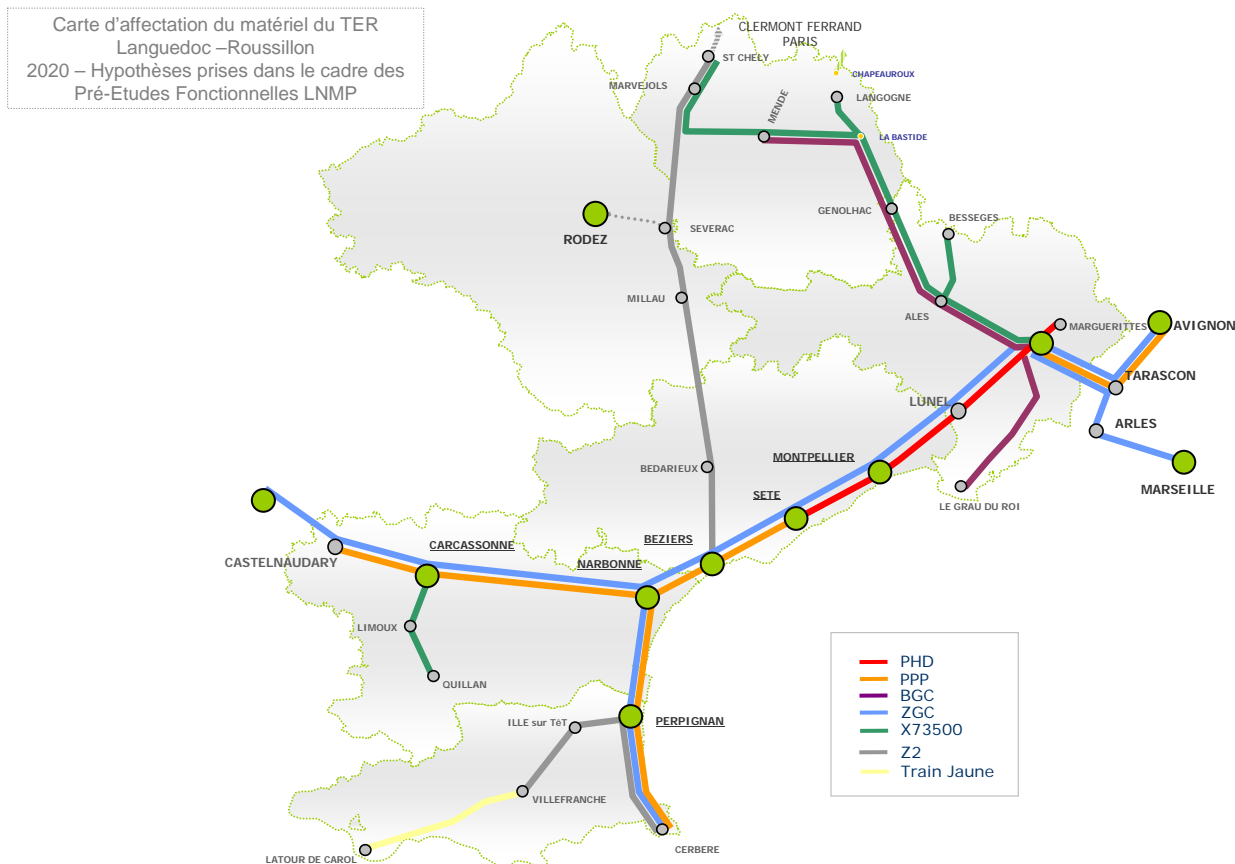 Carte d'affectation du matériel du TER
Languedoc –Roussillon
2020 – Hypothèses prises dans le cadre des
Pré-Etudes Fonctionnelles LNMP
CLERMONT FERRAND
PARIS
ST CHELY
CHAPEAUROUX
MARVEJOLS
LANGOGNE
MENDE
LA BASTIDE
GENOLHAC
BESSEGES
SEVERAC
RODEZ
MILLAU
ALES
MARGUERITTES
AVIGNON
TARASCON
LUNEL
ARLES
MONTPELLIER
BEDARIEUX
MARSEILLE
SETE
LE GRAU DU ROI
BEZIERS
CARCASSONNE
NARBONNE
CASTELNAUDARY
LIMOUX
QUILLAN
ILLE sur TêT
PERPIGNAN
VILLEFRANCHE
CERBERE
LATOUR DE CAROL
PHD
PPP
BGC
ZGC
X73500
Z2
Train Jaune